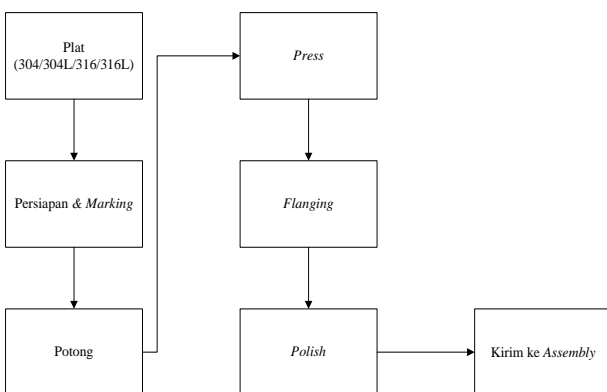 Plat
(304/304L/316/316L)
Persiapan & Marking
Potong
Press
Flanging
Polish
Kirim ke Assembly